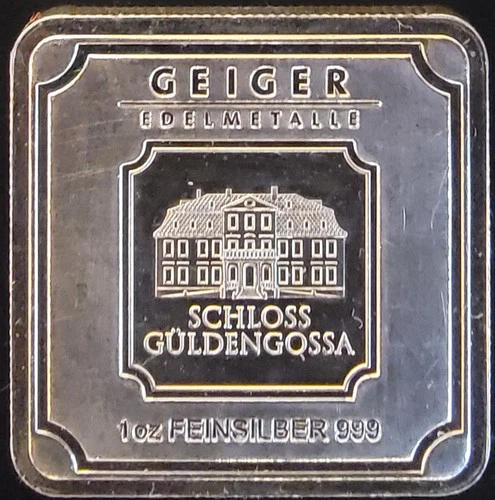 GEIGER
EDELMETALLE
SCHLOSS
GÜLDENGOSSA
1oz FEINSILBER 999